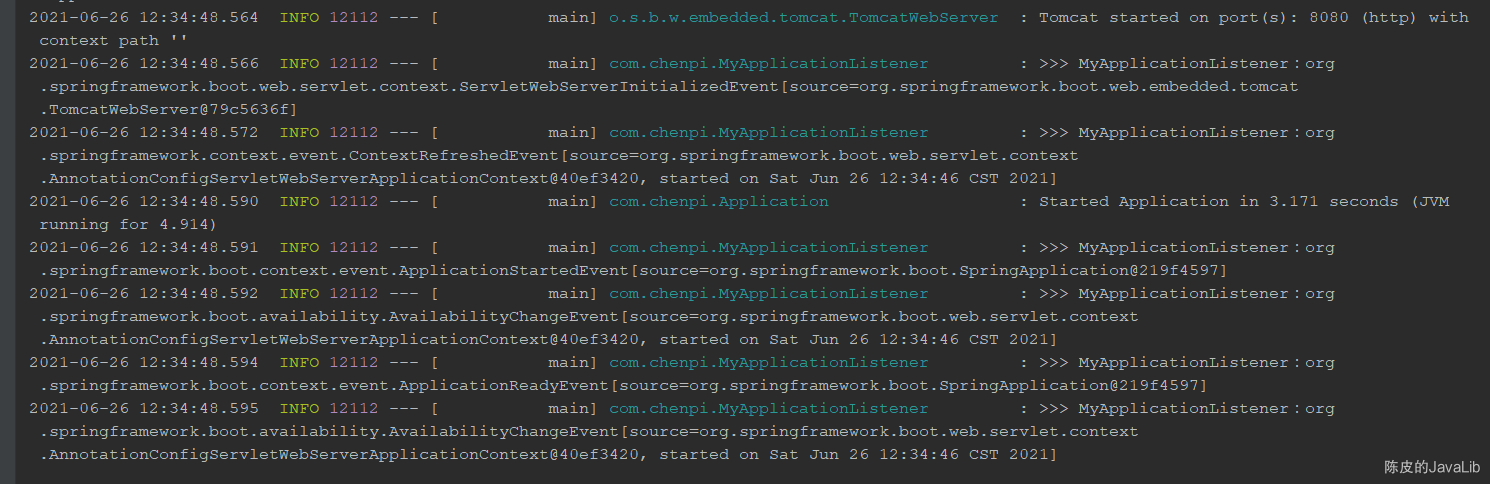 2021-06-26 12:34:48.564  INFO 12112 --- [           main] o.s.b.w.embedded.tomcat.TomcatWebServer  : Tomcat started on port(s): 8080 (http) with
context path ''
2021-06-26 12:34:48.566  INFO 12112 --- [           main] com.chenpi.MyApplicationListener         : >>> MyApplicationListener：org
.springframework.boot.web.servlet.context.ServletWebServerInitializedEvent[source=org.springframework.boot.web.embedded.tomcat
.TomcatWebServer@79c5636f]
2021-06-26 12:34:48.572  INFO 12112 --- [           main] com.chenpi.MyApplicationListener         : >>> MyApplicationListener：org
.springframework.context.event.ContextRefreshedEvent[source=org.springframework.boot.web.servlet.context
.AnnotationConfigServletWebServerApplicationContext@40ef3420, started on Sat Jun 26 12:34:46 CST 2021]
2021-06-26 12:34:48.590  INFO 12112 --- [           main] com.chenpi.Application                   : Started Application in 3.171 seconds (JVM
running for 4.914)
2021-06-26 12:34:48.591  INFO 12112 --- [           main] com.chenpi.MyApplicationListener         : >>> MyApplicationListener：org
.springframework.boot.context.event.ApplicationStartedEvent[source=org.springframework.boot.SpringApplication@219f4597]
2021-06-26 12:34:48.592  INFO 12112 --- [           main] com.chenpi.MyApplicationListener         : >>> MyApplicationListener：org
.springframework.boot.availability.AvailabilityChangeEvent[source=org.springframework.boot.web.servlet.context
.AnnotationConfigServletWebServerApplicationContext@40ef3420, started on Sat Jun 26 12:34:46 CST 2021]
2021-06-26 12:34:48.594  INFO 12112 --- [           main] com.chenpi.MyApplicationListener         : >>> MyApplicationListener：org
.springframework.boot.context.event.ApplicationReadyEvent[source=org.springframework.boot.SpringApplication@219f4597]
2021-06-26 12:34:48.595  INFO 12112 --- [           main] com.chenpi.MyApplicationListener         : >>> MyApplicationListener：org
.springframework.boot.availability.AvailabilityChangeEvent[source=org.springframework.boot.web.servlet.context
.AnnotationConfigServletWebServerApplicationContext@40ef3420, started on Sat Jun 26 12:34:46 CST 2021]
陈皮的JavaLib